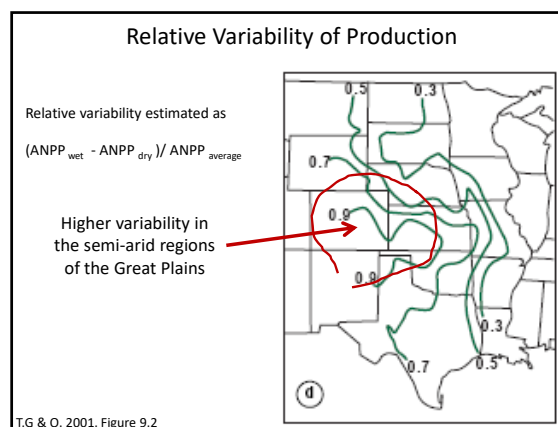 Relative Variability of Production
Relative variability estimated as
(ANPP wet - ANPP dry )/ ANPP average
Higher variability in
the semi-arid regions
of the Great Plains
0.5
0.3
0.7
0.9
0.9
0.3
0.7
0.5
d
T.G & O. 2001. Figure 9.2